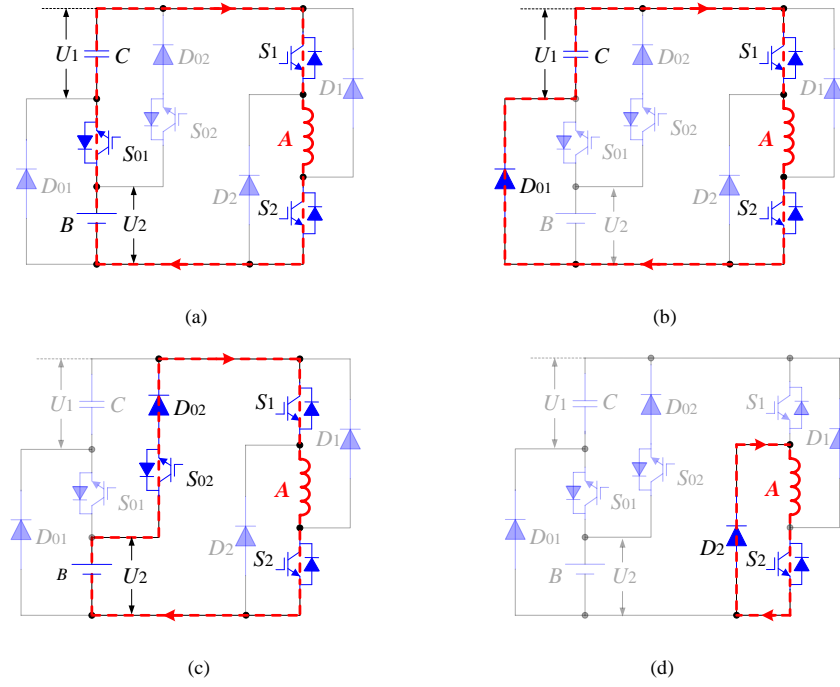 U1 C D02 S1 D1
S01 S02 A
D01 D2 S2
B U2
(a)
U1 C D02 S1 D1
S01 S02 A
D01 D2 S2
B U2
(b)
U1 C D02 S1 D1
S01 S02 A
D01 D2 S2
B U2
(c)
U1 C D02 S1 D1
S01 S02 A
D01 D2 S2
B U2
(d)